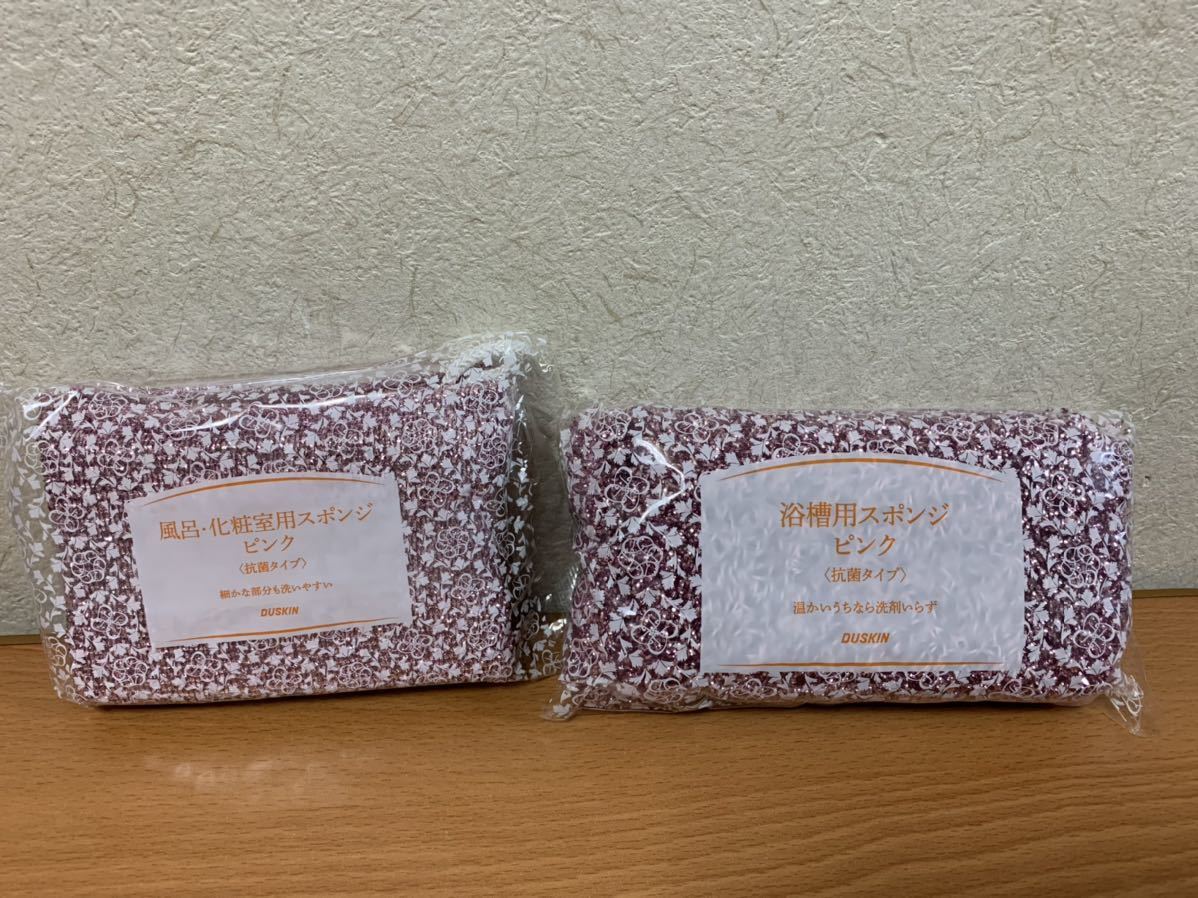 風呂・化粧室用スポンジ
ピンク
〈抗菌タイプ〉
細かな部分も洗いやすい
DUSKIN
浴槽用スポンジ
ピンク
〈抗菌タイプ〉
温かいうちなら洗剤いらず
DUSKIN